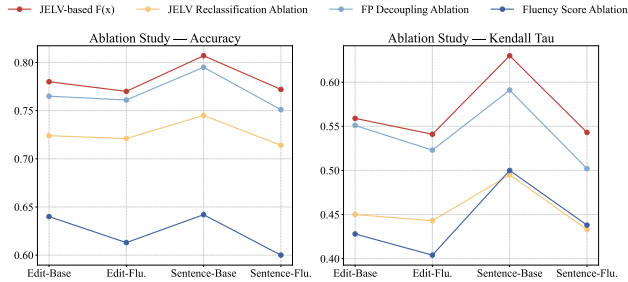 JELV-based F(x) JELV Reclassification Ablation FP Decoupling Ablation Fluency Score Ablation
Ablation Study — Accuracy
0.80
0.75
0.70
0.65
0.60
Edit-Base Edit-Flu. Sentence-Base Sentence-Flu.
Ablation Study — Kendall Tau
0.60
0.55
0.50
0.45
0.40
Edit-Base Edit-Flu. Sentence-Base Sentence-Flu.